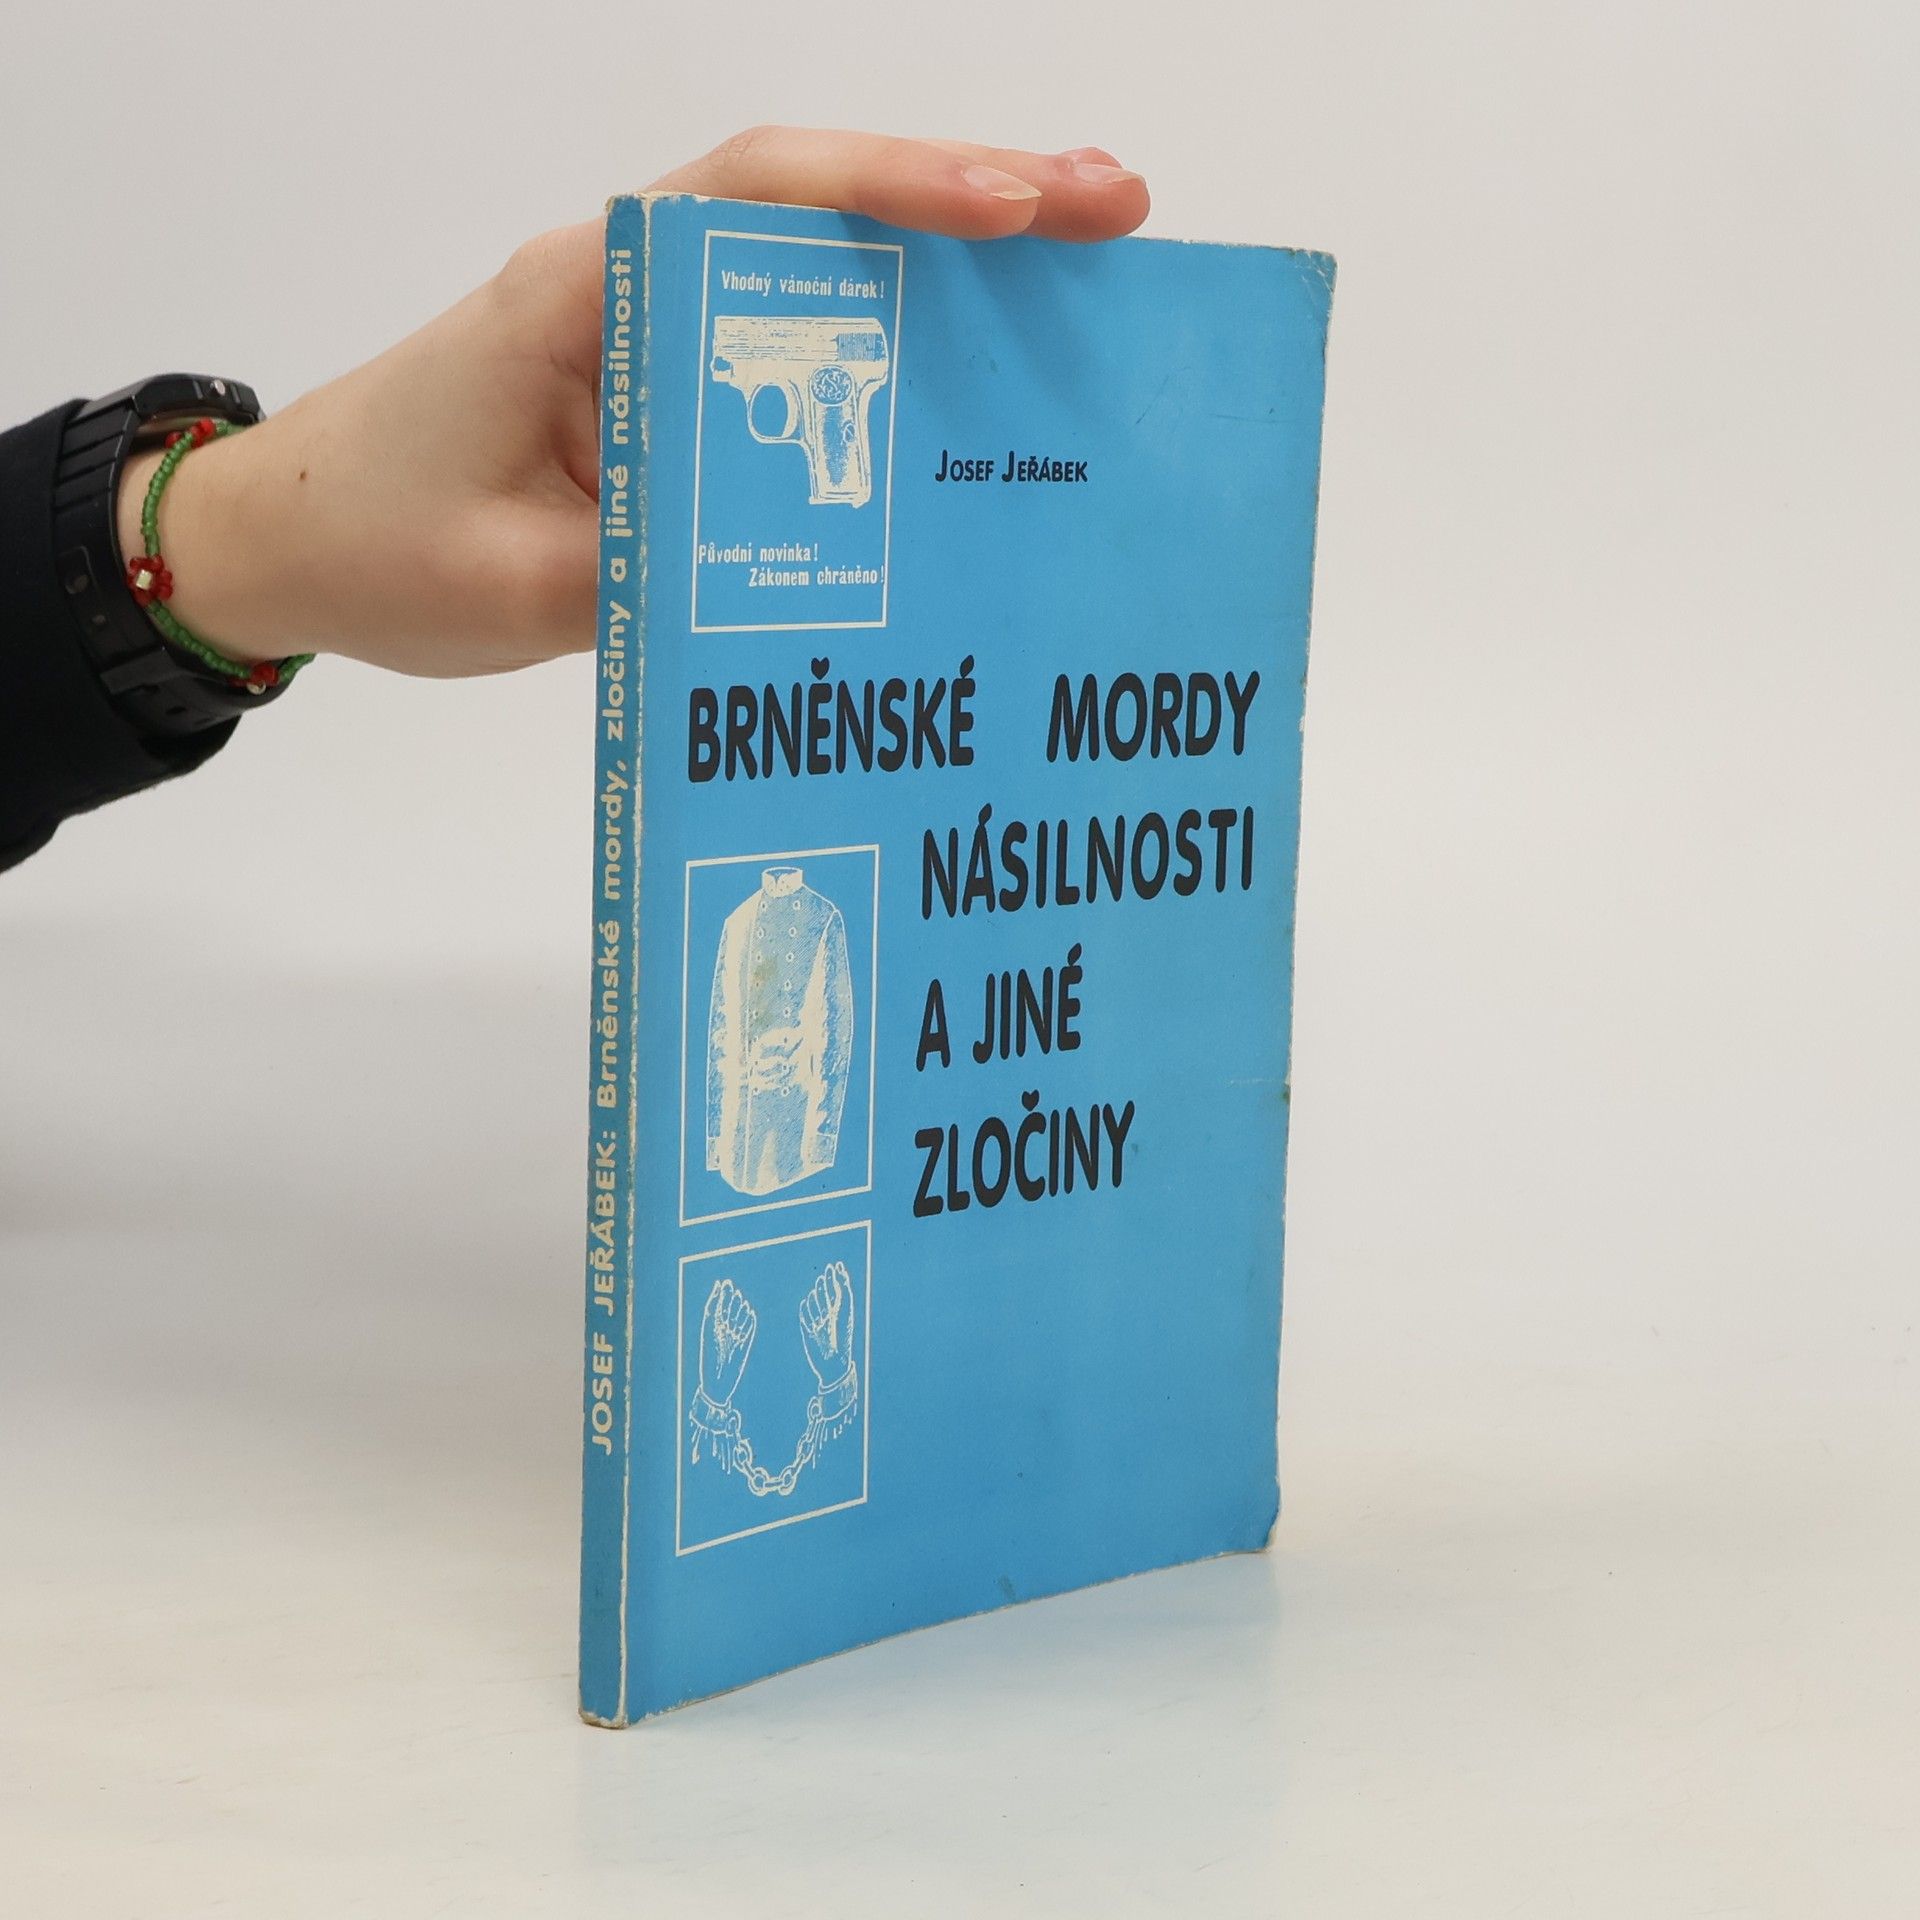 JOSEF JEŘÁBEK: Brněnské mordy, zločiny a jiné násilnosti
Vhodný vánoční dárek!
Původní novinka!
Zákonem chráněno!
JOSEF JEŘÁBEK
BRNĚNSKÉ MORDY
NÁSILNOSTI
A JINÉ
ZLOČINY